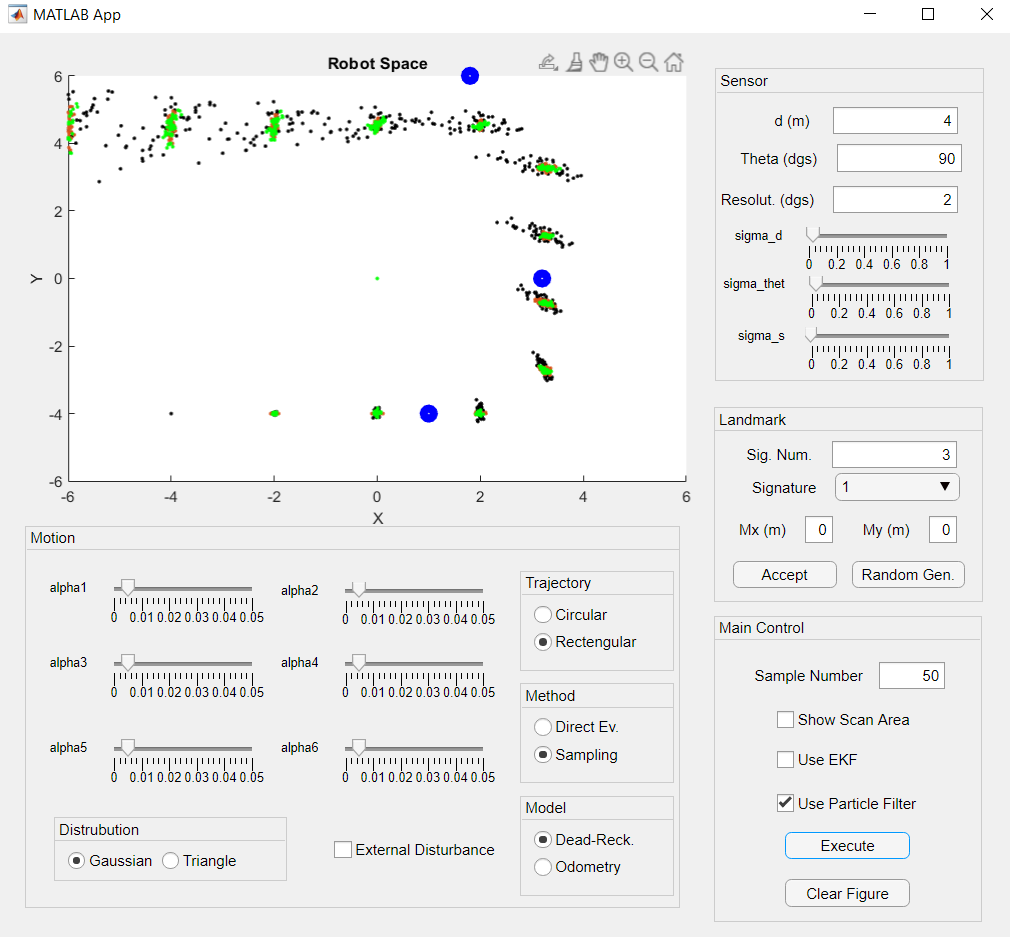 MATLAB App
Robot Space
6
4
2
0
-2
-4
-6
Y
-6 -4 -2 0 2 4 6
X
Sensor
d (m) 4
Theta (dgs) 90
Resolut. (dgs) 2
sigma_d
0 0.2 0.4 0.6 0.8 1
sigma_thet
0 0.2 0.4 0.6 0.8 1
sigma_s
0 0.2 0.4 0.6 0.8 1
Landmark
Sig. Num. 3
Signature 1
Mx (m) 0 My (m) 0
Accept Random Gen.
Motion
alpha1 alpha2
0 0.01 0.02 0.03 0.04 0.05 0 0.01 0.02 0.03 0.04 0.05
alpha3 alpha4
0 0.01 0.02 0.03 0.04 0.05 0 0.01 0.02 0.03 0.04 0.05
alpha5 alpha6
0 0.01 0.02 0.03 0.04 0.05 0 0.01 0.02 0.03 0.04 0.05
Distrubution
Gaussian Triangle
External Disturbance
Trajectory
Circular
Rectengular
Method
Direct Ev.
Sampling
Model
Dead-Reck.
Odometry
Main Control
Sample Number 50
Show Scan Area
Use EKF
Use Particle Filter
Execute
Clear Figure